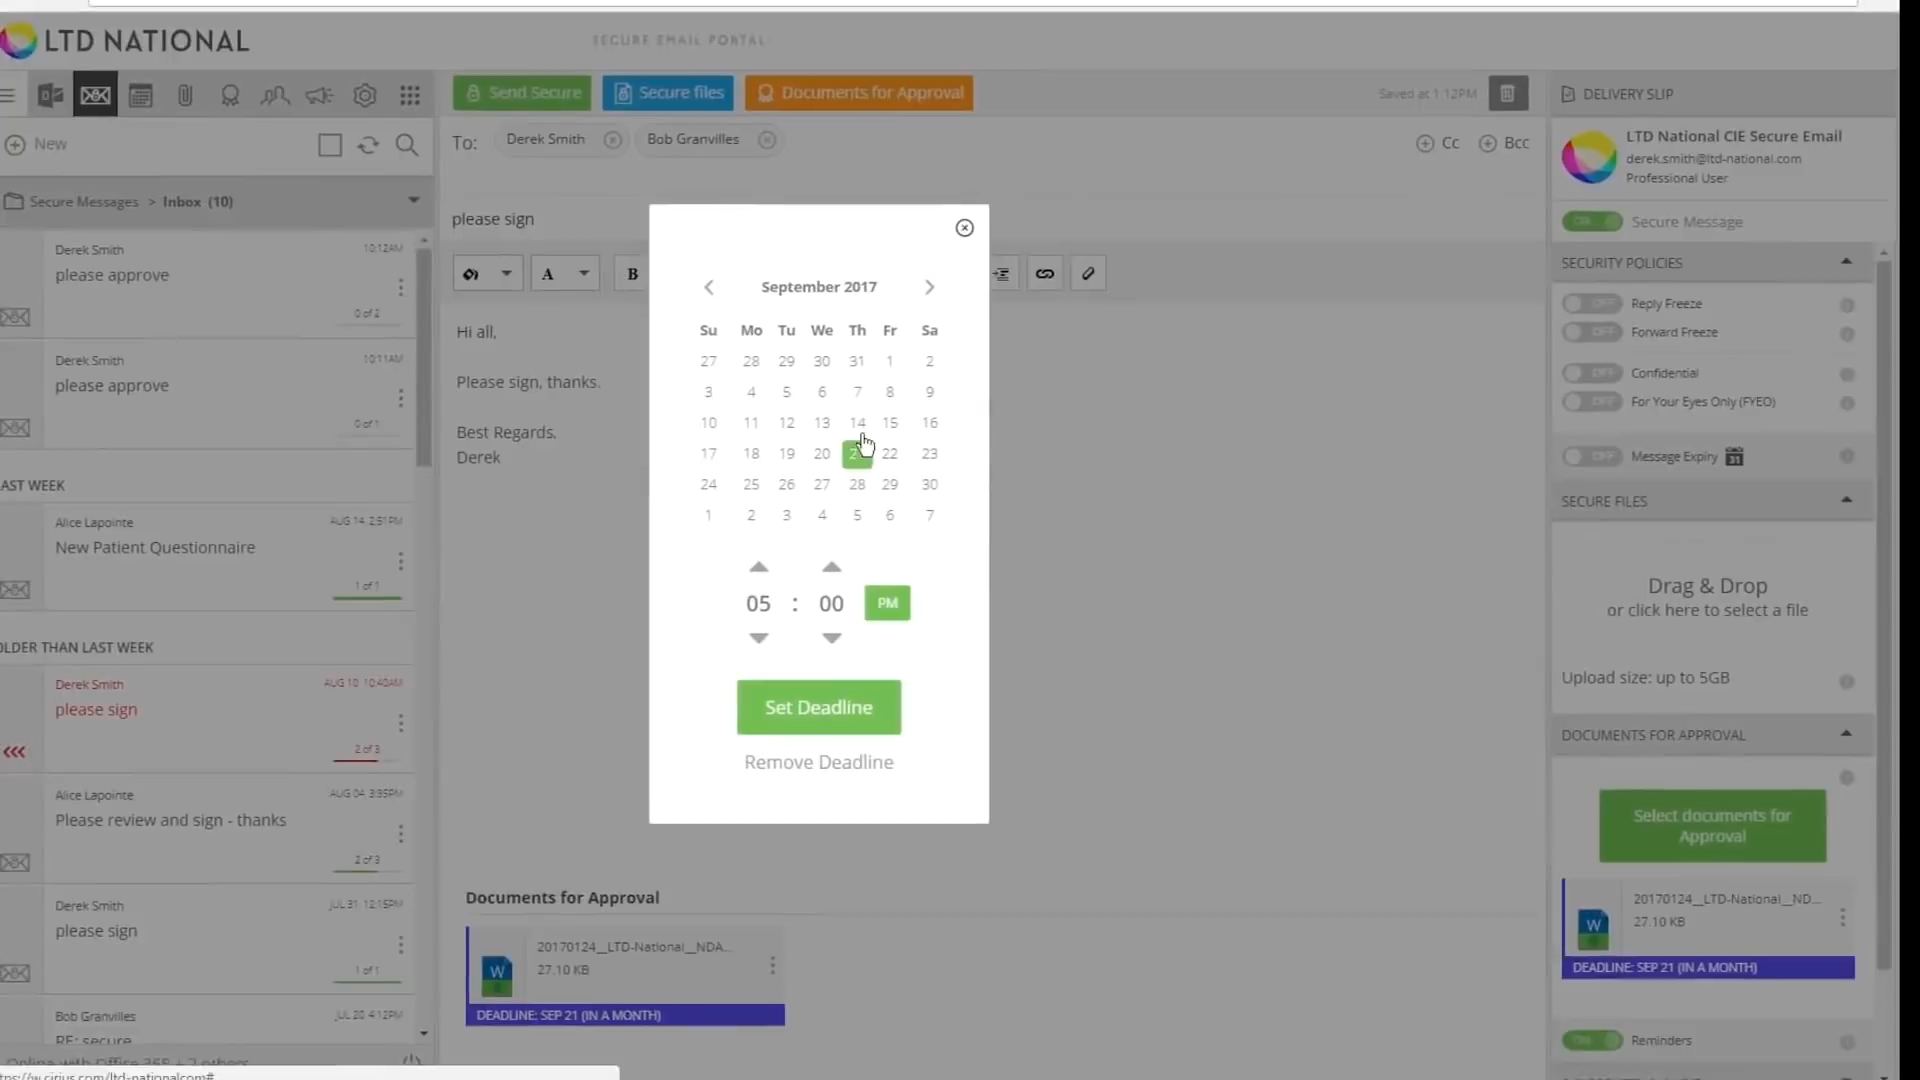 LTD NATIONAL
SECURE EMAIL PORTAL
Send Secure
Secure files
Documents for Approval
Saved at 1:12PM
DELIVERY SLIP
New
To:
Derek Smith
Bob Granvilles
Cc
Bcc
LTD National CIE Secure Email
derek.smith@ltd-national.com
Professional User
Secure Messages > Inbox (10)
please sign
ON
Secure Message
Derek Smith
10:12AM
please approve
0 of 2
Derek Smith
10:11AM
please approve
0 of 1
Alice Lapointe
AUG 14, 2:51PM
New Patient Questionnaire
1 of 1
Derek Smith
AUG 10, 10:40AM
please sign
2 of 3
Alice Lapointe
AUG 04, 3:35PM
Please review and sign - thanks
2 of 3
Derek Smith
JUL 31, 12:15PM
please sign
1 of 1
Bob Granvilles
JUL 20, 4:12PM
RE: secure
AST WEEK
OLDER THAN LAST WEEK
A
B
Hi all,
Please sign, thanks.
Best Regards,
Derek
September 2017
Su Mo Tu We Th Fr Sa
27 28 29 30 31 1 2
3 4 5 6 7 8 9
10 11 12 13 14 15 16
17 18 19 20 22 23
24 25 26 27 28 29 30
1 2 3 4 5 6 7
05 : 00 PM
Set Deadline
Remove Deadline
Documents for Approval
W
20170124__LTD-National__NDA...
27.10 KB
DEADLINE: SEP 21 (IN A MONTH)
SECURITY POLICIES
OFF
Reply Freeze
OFF
Forward Freeze
OFF
Confidential
OFF
For Your Eyes Only (FYEO)
OFF
Message Expiry
31
SECURE FILES
Drag & Drop
or click here to select a file
Upload size: up to 5GB
DOCUMENTS FOR APPROVAL
Select documents for
Approval
W
20170124__LTD-National__ND...
27.10 KB
DEADLINE: SEP 21 (IN A MONTH)
ON
Reminders